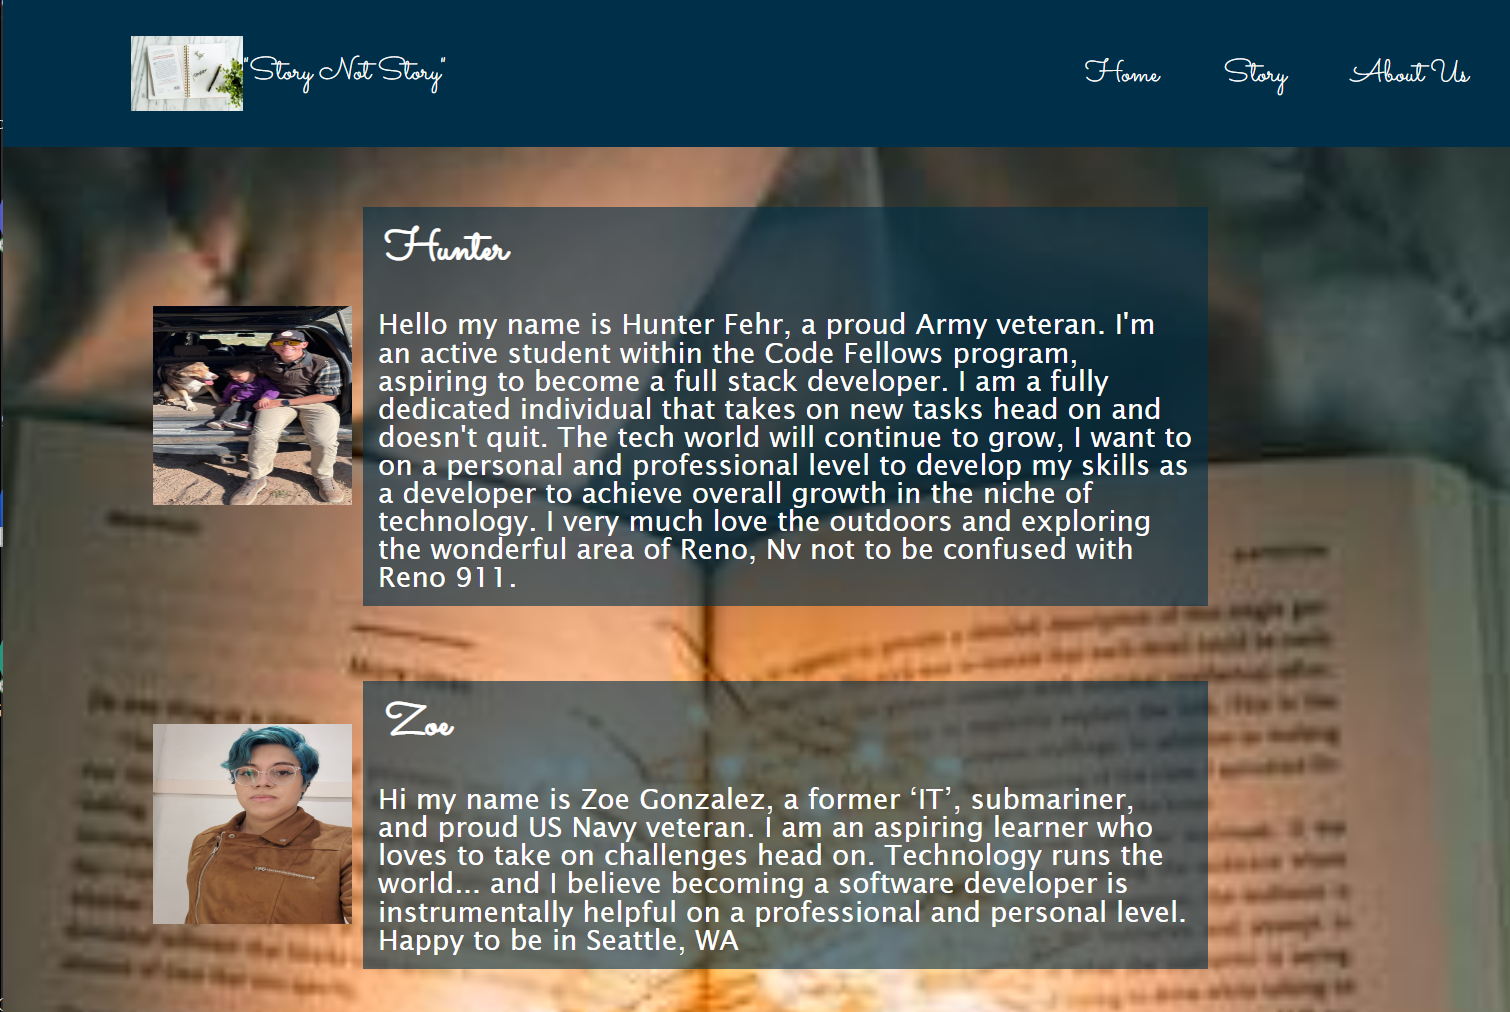 "Story Not Story"
Home Story About Us
Hunter
Hello my name is Hunter Fehr, a proud Army veteran. I'm
an active student within the Code Fellows program,
aspiring to become a full stack developer. I am a fully
dedicated individual that takes on new tasks head on and
doesn't quit. The tech world will continue to grow, I want to
on a personal and professional level to develop my skills as
a developer to achieve overall growth in the niche of
technology. I very much love the outdoors and exploring
the wonderful area of Reno, Nv not to be confused with
Reno 911.
Zoe
Hi my name is Zoe Gonzalez, a former ‘IT’, submariner,
and proud US Navy veteran. I am an aspiring learner who
loves to take on challenges head on. Technology runs the
world... and I believe becoming a software developer is
instrumentally helpful on a professional and personal level.
Happy to be in Seattle, WA